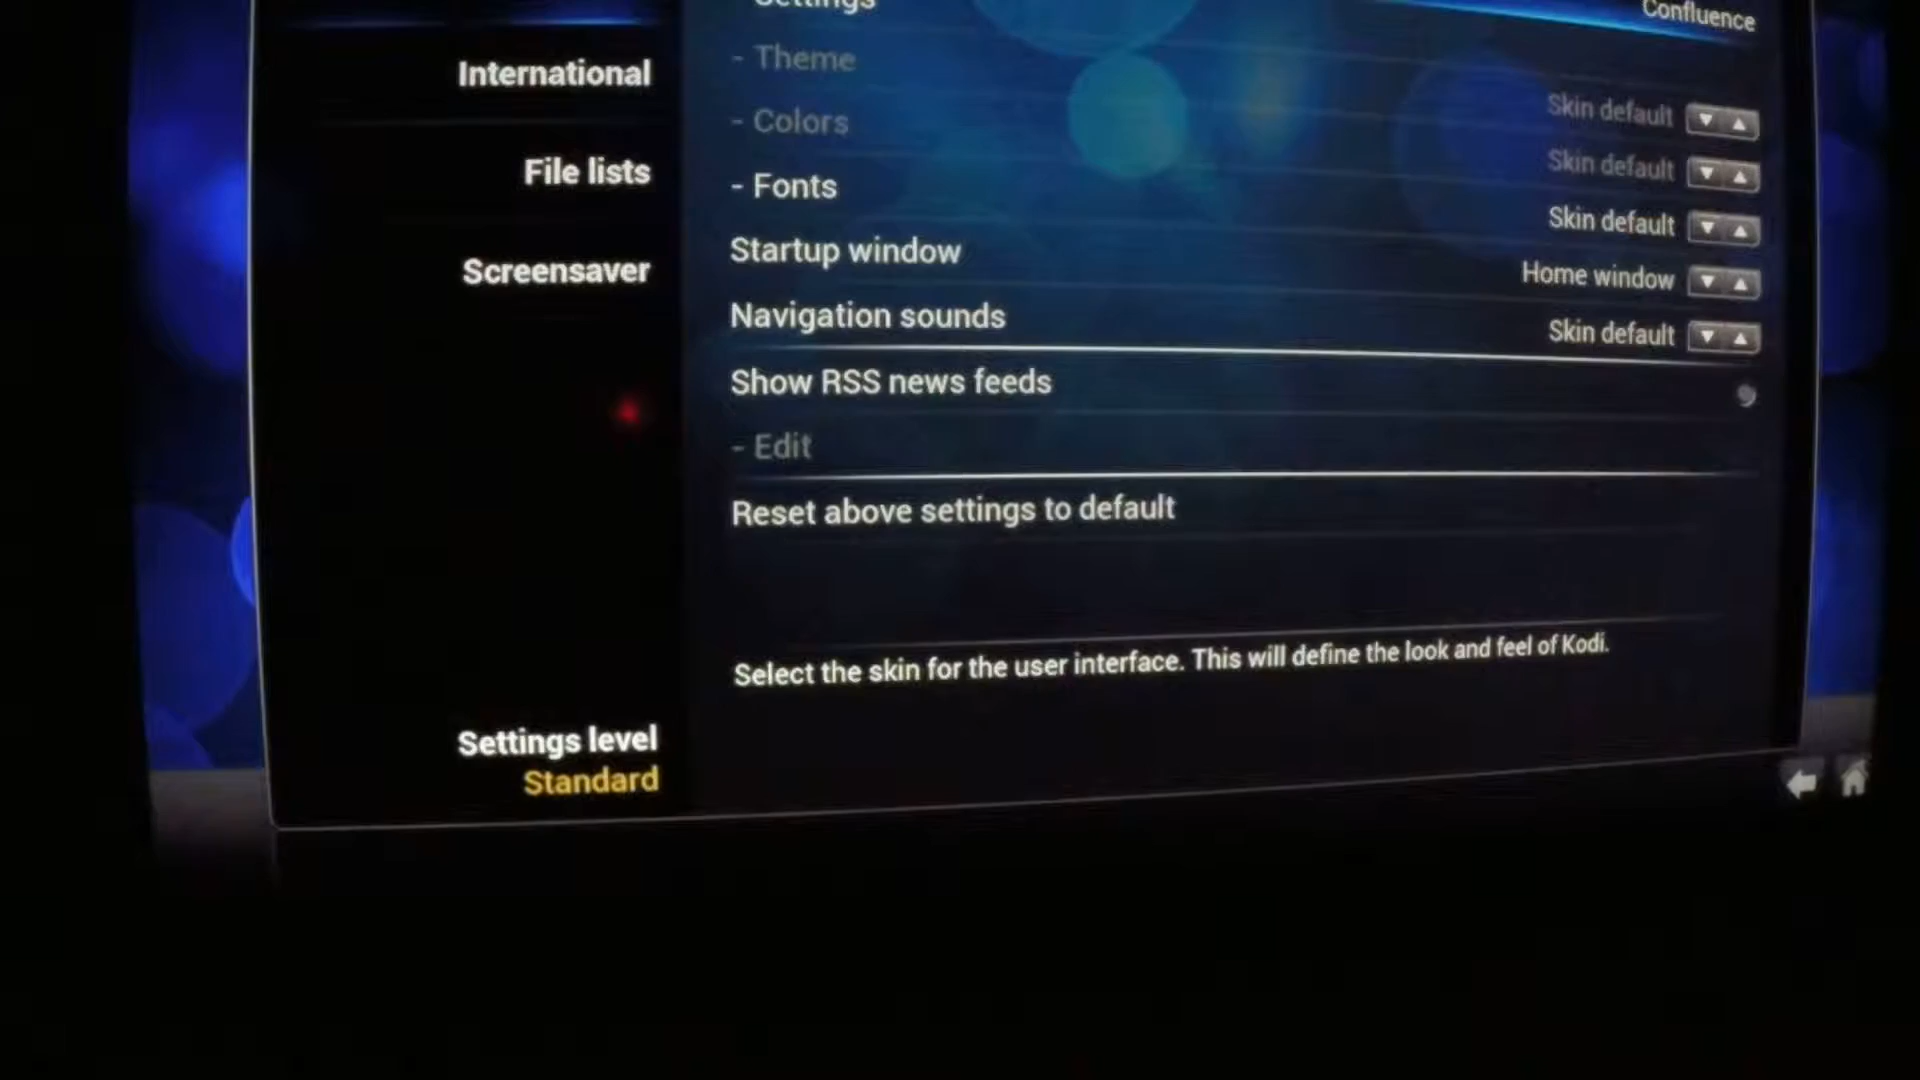 Settings
Confluence
International
- Theme
Skin default
- Colors
Skin default
File lists
- Fonts
Skin default
Startup window
Home window
Screensaver
Navigation sounds
Skin default
Show RSS news feeds
- Edit
Reset above settings to default
Select the skin for the user interface. This will define the look and feel of Kodi.
Settings level
Standard